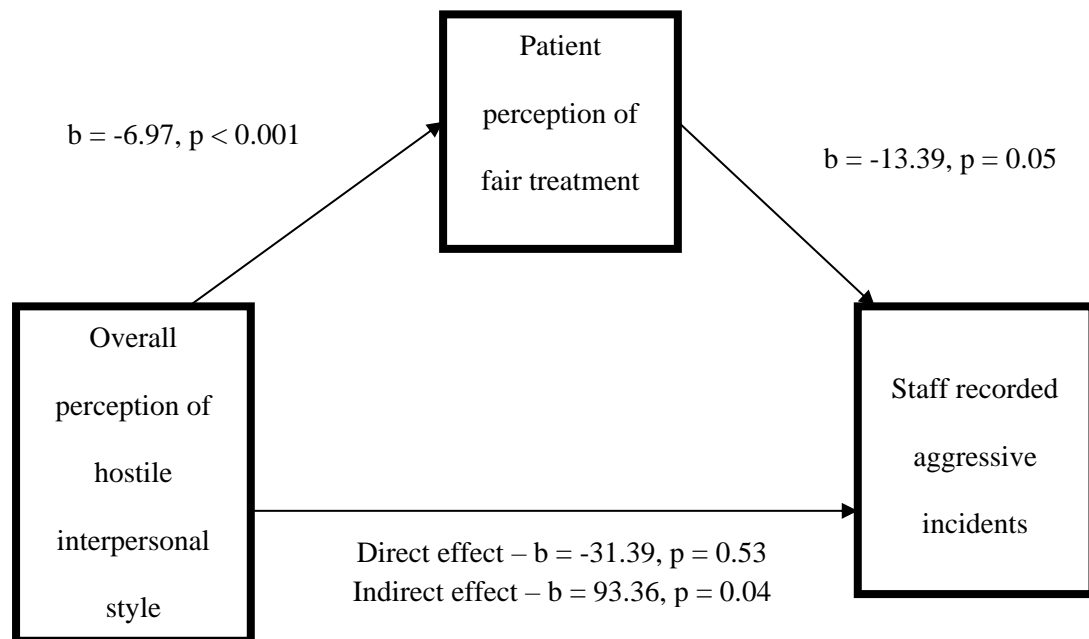 Patient
perception of
fair treatment
b = -6.97, p < 0.001
b = -13.39, p = 0.05
Overall
perception of
hostile
interpersonal
style
Staff recorded
aggressive
incidents
Direct effect – b = -31.39, p = 0.53
Indirect effect – b = 93.36, p = 0.04